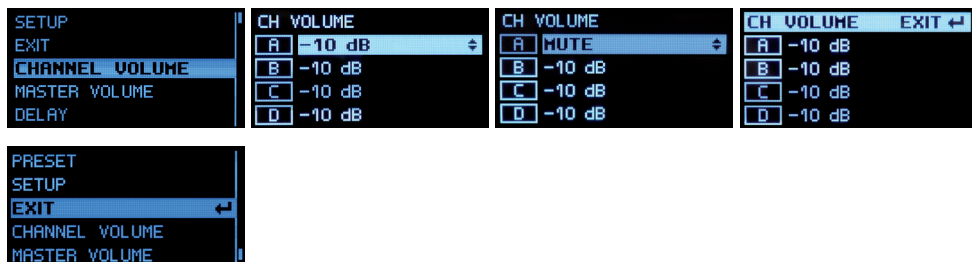 SETUP
EXIT
CHANNEL VOLUME
MASTER VOLUME
DELAY
CH VOLUME
A -10 dB
B -10 dB
C -10 dB
D -10 dB
CH VOLUME
A MUTE
B -10 dB
C -10 dB
D -10 dB
CH VOLUME EXIT ↵
A -10 dB
B -10 dB
C -10 dB
D -10 dB
PRESET
SETUP
EXIT ↵
CHANNEL VOLUME
MASTER VOLUME